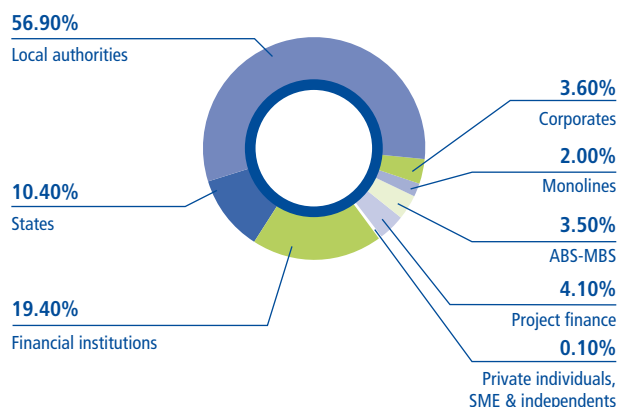 56.90%
Local authorities
10.40%
States
19.40%
Financial institutions
3.60%
Corporates
2.00%
Monolines
3.50%
ABS-MBS
4.10%
Project finance
0.10%
Private individuals,
SME & independents